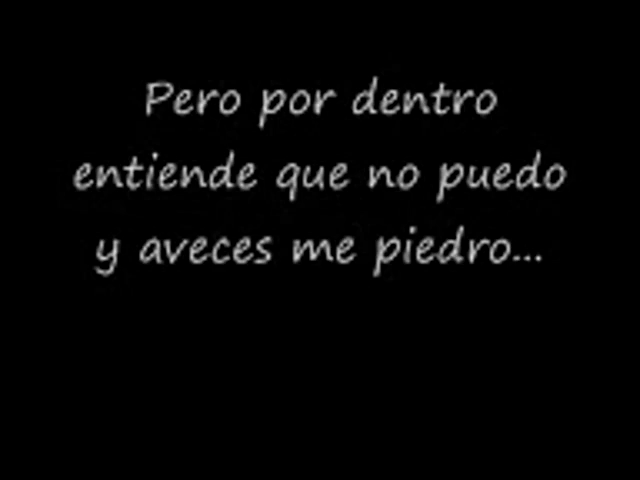 Pero por dentro
entiende que no puedo
y aveces me piedro...